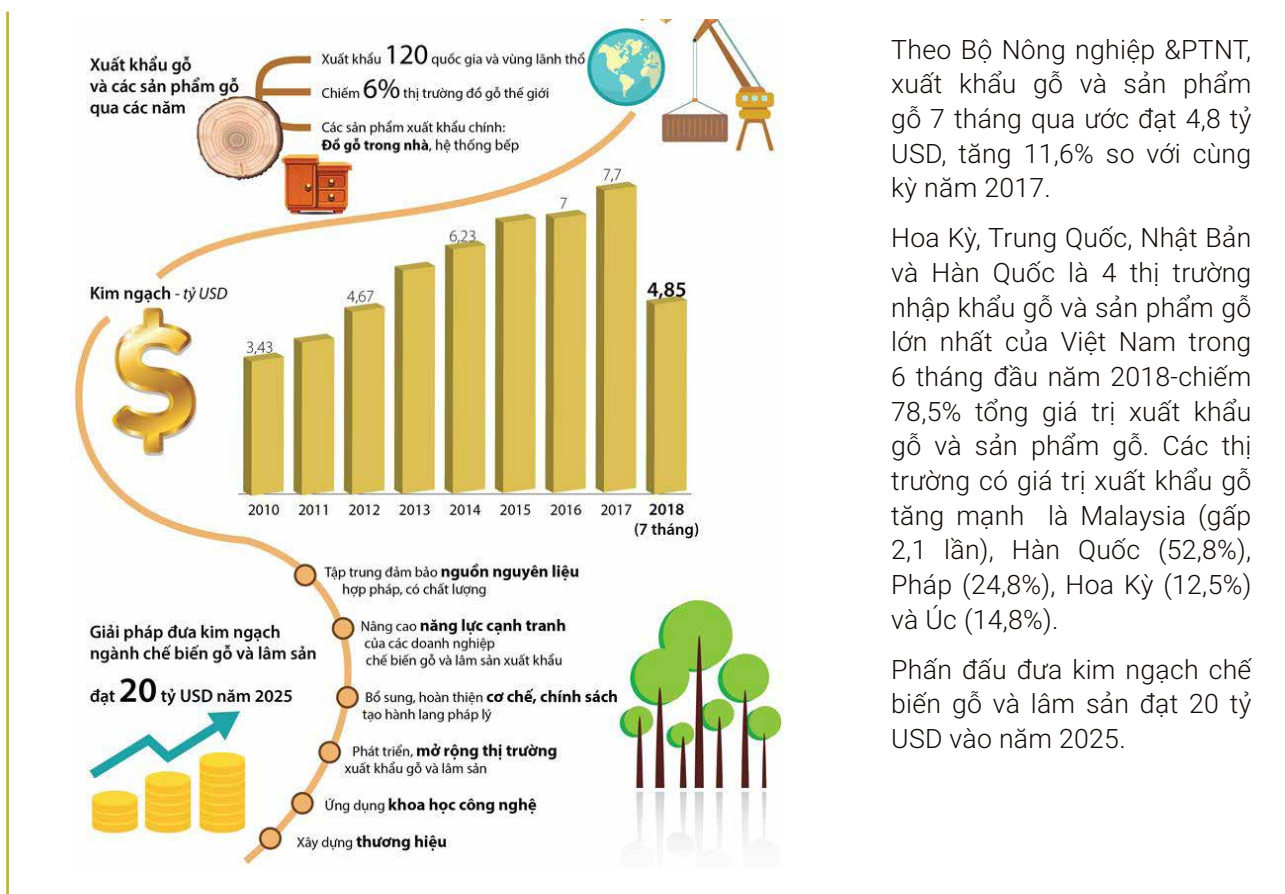 Xuất khẩu gỗ
và các sản phẩm gỗ
qua các năm
Xuất khẩu 120 quốc gia và vùng lãnh thổ
Chiếm 6% thị trường đồ gỗ thế giới
Các sản phẩm xuất khẩu chính:
Đồ gỗ trong nhà, hệ thống bếp
Kim ngạch - tỷ USD
3,43
4,67
6,23
7
7,7
4,85
2010 2011 2012 2013 2014 2015 2016 2017 2018
(7 tháng)
Giải pháp đưa kim ngạch
ngành chế biến gỗ và lâm sản
đạt 20 tỷ USD năm 2025
Tập trung đảm bảo nguồn nguyên liệu
hợp pháp, có chất lượng
Nâng cao năng lực cạnh tranh
của các doanh nghiệp
chế biến gỗ và lâm sản xuất khẩu
Bổ sung, hoàn thiện cơ chế, chính sách
tạo hành lang pháp lý
Phát triển, mở rộng thị trường
xuất khẩu gỗ và lâm sản
Ứng dụng khoa học công nghệ
Xây dựng thương hiệu
Theo Bộ Nông nghiệp &PTNT,
xuất khẩu gỗ và sản phẩm
gỗ 7 tháng qua ước đạt 4,8 tỷ
USD, tăng 11,6% so với cùng
kỳ năm 2017.
Hoa Kỳ, Trung Quốc, Nhật Bản
và Hàn Quốc là 4 thị trường
nhập khẩu gỗ và sản phẩm gỗ
lớn nhất của Việt Nam trong
6 tháng đầu năm 2018-chiếm
78,5% tổng giá trị xuất khẩu
gỗ và sản phẩm gỗ. Các thị
trường có giá trị xuất khẩu gỗ
tăng mạnh là Malaysia (gấp
2,1 lần), Hàn Quốc (52,8%),
Pháp (24,8%), Hoa Kỳ (12,5%)
và Úc (14,8%).
Phấn đấu đưa kim ngạch chế
biến gỗ và lâm sản đạt 20 tỷ
USD vào năm 2025.